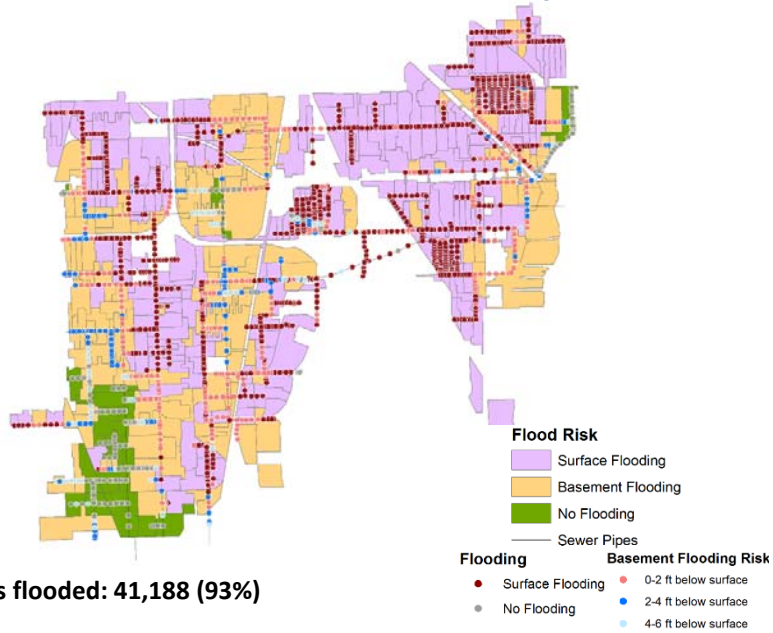 Flood Risk
Surface Flooding
Basement Flooding
No Flooding
Sewer Pipes
Flooding
Surface Flooding
No Flooding
Basement Flooding Risk
0-2 ft below surface
2-4 ft below surface
4-6 ft below surface
flooded: 41,188 (93%)